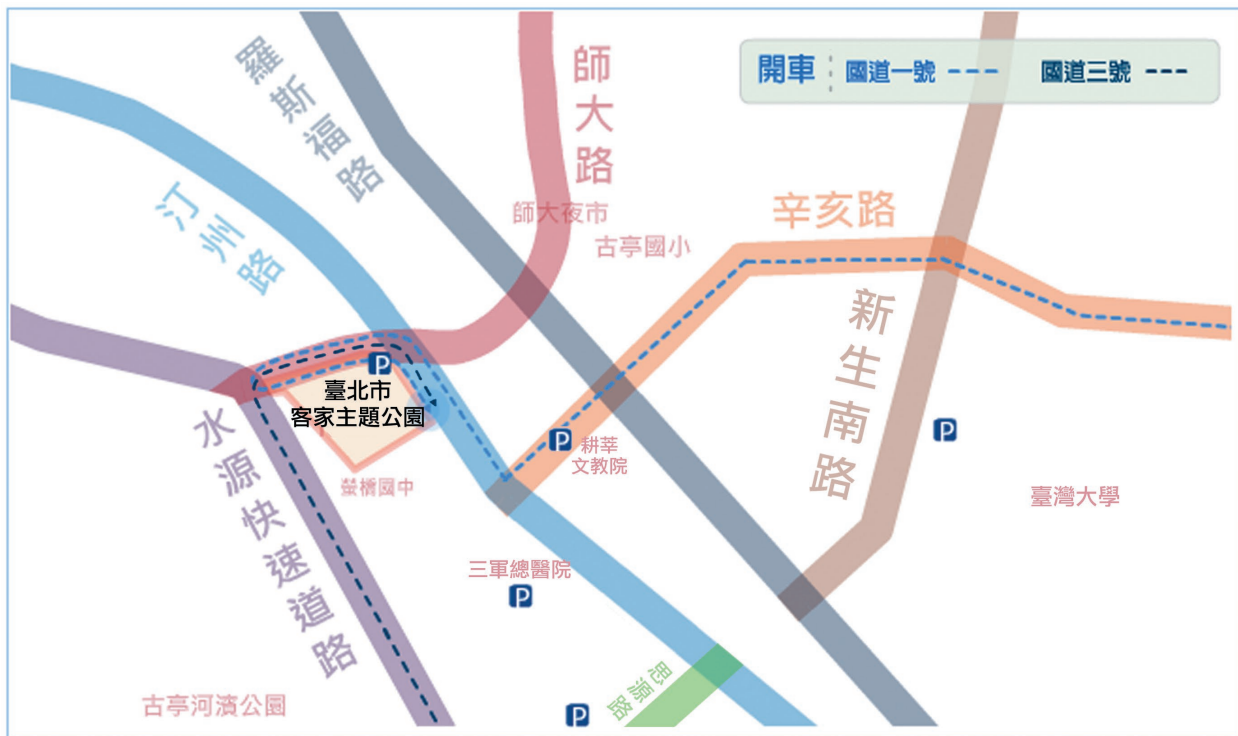 開車
國道一號
國道三號
羅斯福路
師大路
汀州路
師大夜市
古亭國小
辛亥路
新生南路
P
臺北市
客家主題公園
水源快速道路
螢橋國中
P
耕莘
文教院
P
臺灣大學
三軍總醫院
P
思源路
古亭河濱公園
P